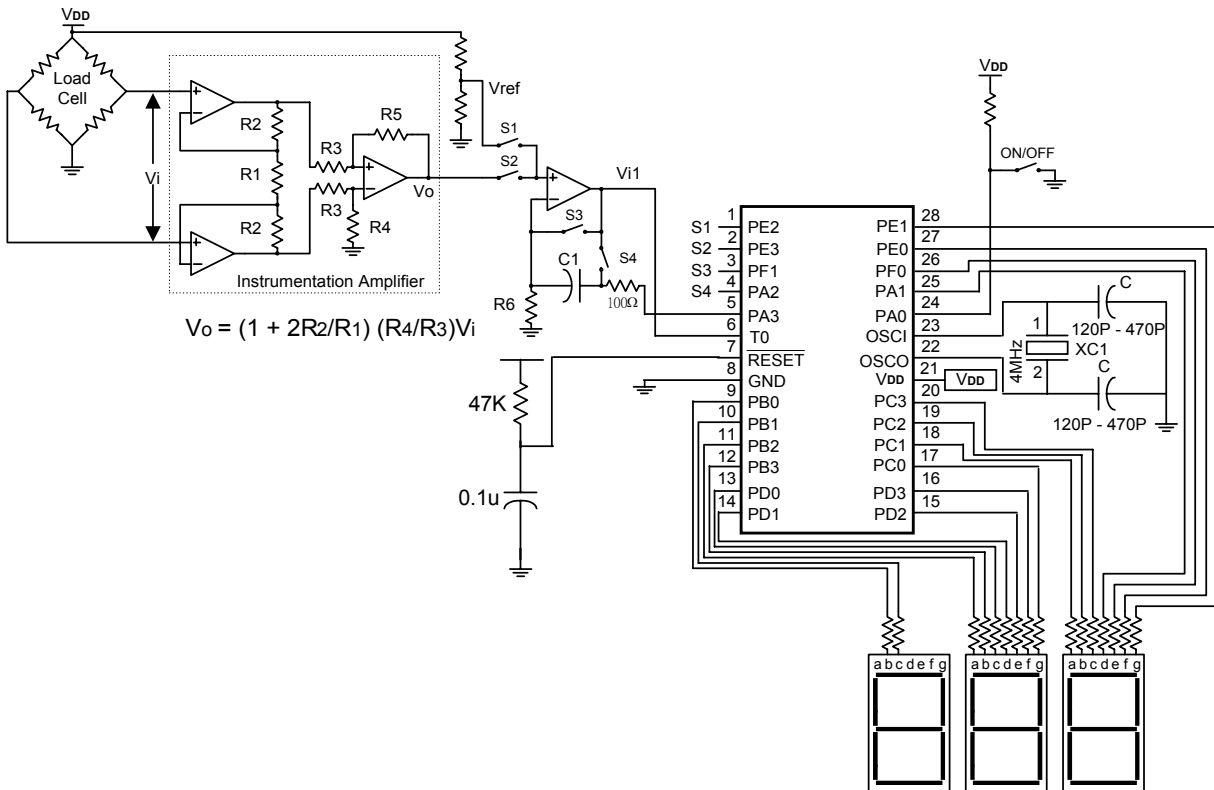 VDD
Load
Cell
Vi
R2
R1
R2
R3
R3
R5
R4
Vo
Instrumentation Amplifier
Vo = (1 + 2R2/R1) (R4/R3)Vi
Vref
S1
S2
Vi1
S3
S4
C1
R6
100Ω
47K
0.1u
VDD
ON/OFF
S1 1 PE2
S2 2 PE3
S3 3 PF1
S4 4 PA2
5 PA3
6 T0
7 RESET
8 GND
9 PB0
10 PB1
11 PB2
12 PB3
13 PD0
14 PD1
PE1 28
PE0 27
PF0 26
PA1 25
PA0 24
OSCI 23
OSCO 22
VDD 21 VDD
PC3 20
PC2 19
PC1 18
PC0 17
PD3 16
PD2 15
C
120P - 470P
1
4MHz
XC1
2
C
120P - 470P
a b c d e f g
a b c d e f g
a b c d e f g